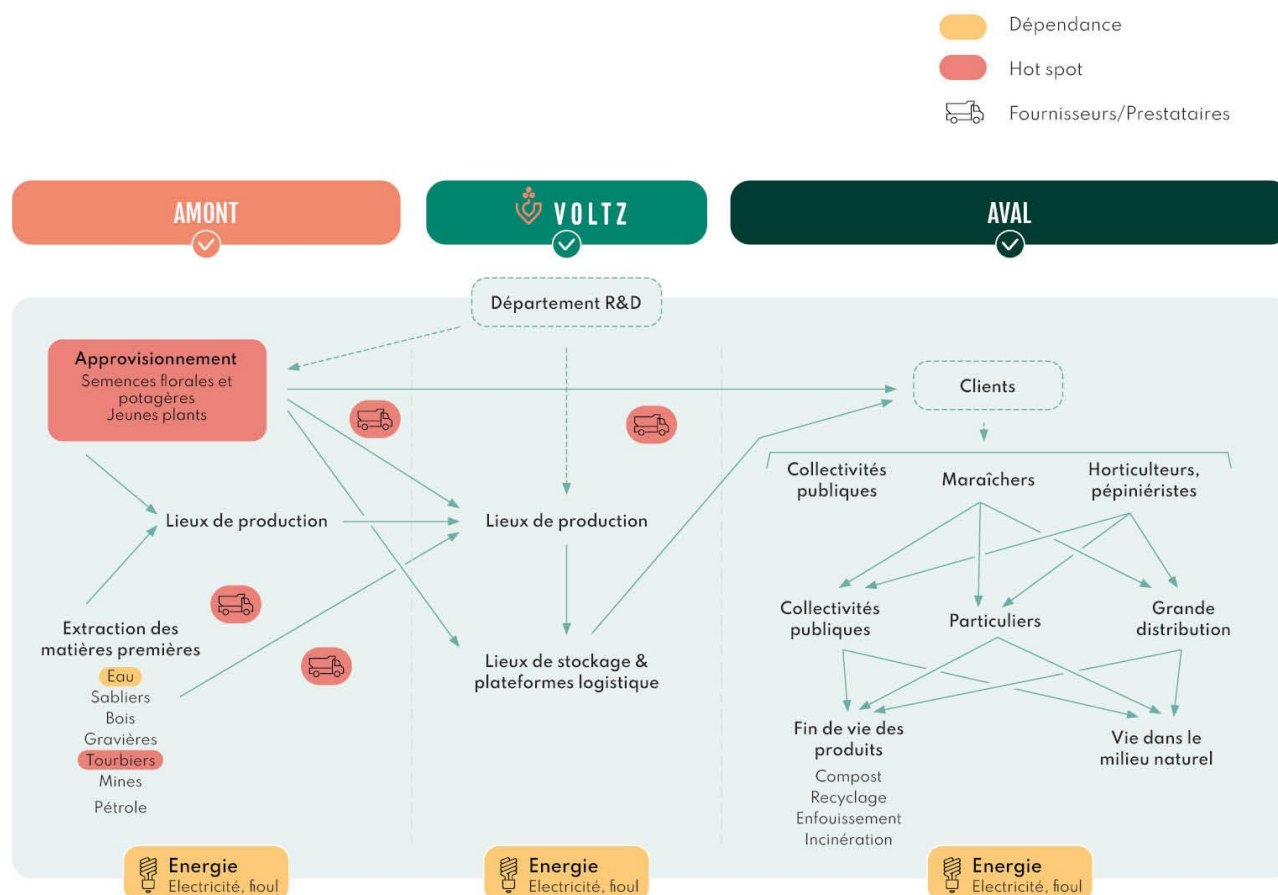 Dépendance
Hot spot
Fournisseurs/Prestataires
AMONT
VOLTZ
AVAL
Département R&D
Approvisionnement
Semences florales et
potagères
Jeunes plants
Clients
Collectivités
publiques
Maraîchers
Horticulteurs,
pépiniéristes
Lieux de production
Lieux de production
Extraction des
matières premières
Eau
Sabliers
Bois
Gravières
Tourbiers
Mines
Pétrole
Lieux de stockage &
plateformes logistique
Collectivités
publiques
Particuliers
Grande
distribution
Fin de vie des
produits
Compost
Recyclage
Enfouissement
Incinération
Vie dans le
milieu naturel
Energie
Electricité, fioul
Energie
Electricité, fioul
Energie
Electricité, fioul